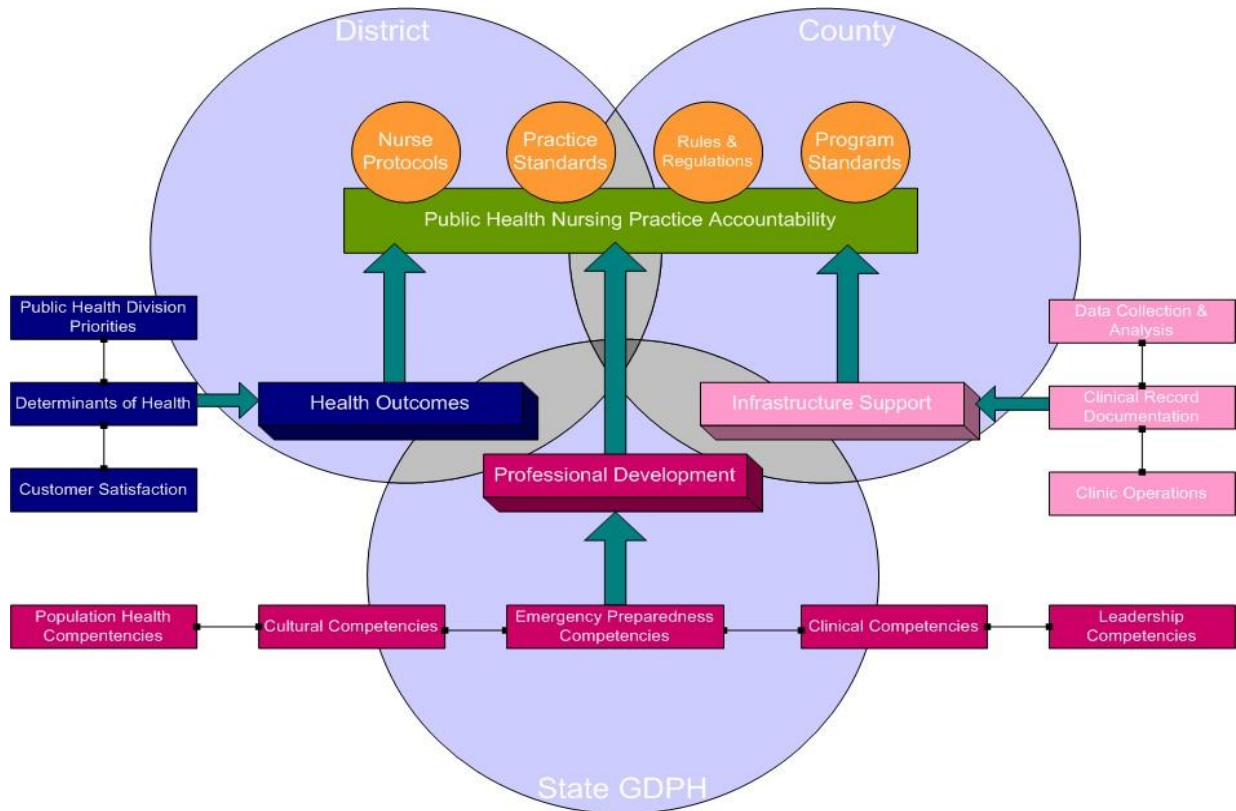 District
County
Nurse
Protocols
Practice
Standards
Rules &
Regulations
Program
Standards
Public Health Nursing Practice Accountability
Public Health Division
Priorities
Determinants of Health
Customer Satisfaction
Health Outcomes
Infrastructure Support
Data Collection &
Analysis
Clinical Record
Documentation
Clinic Operations
Professional Development
Population Health
Compentencies
Cultural Competencies
Emergency Preparedness
Competencies
Clinical Competencies
Leadership
Competencies
State GDPH